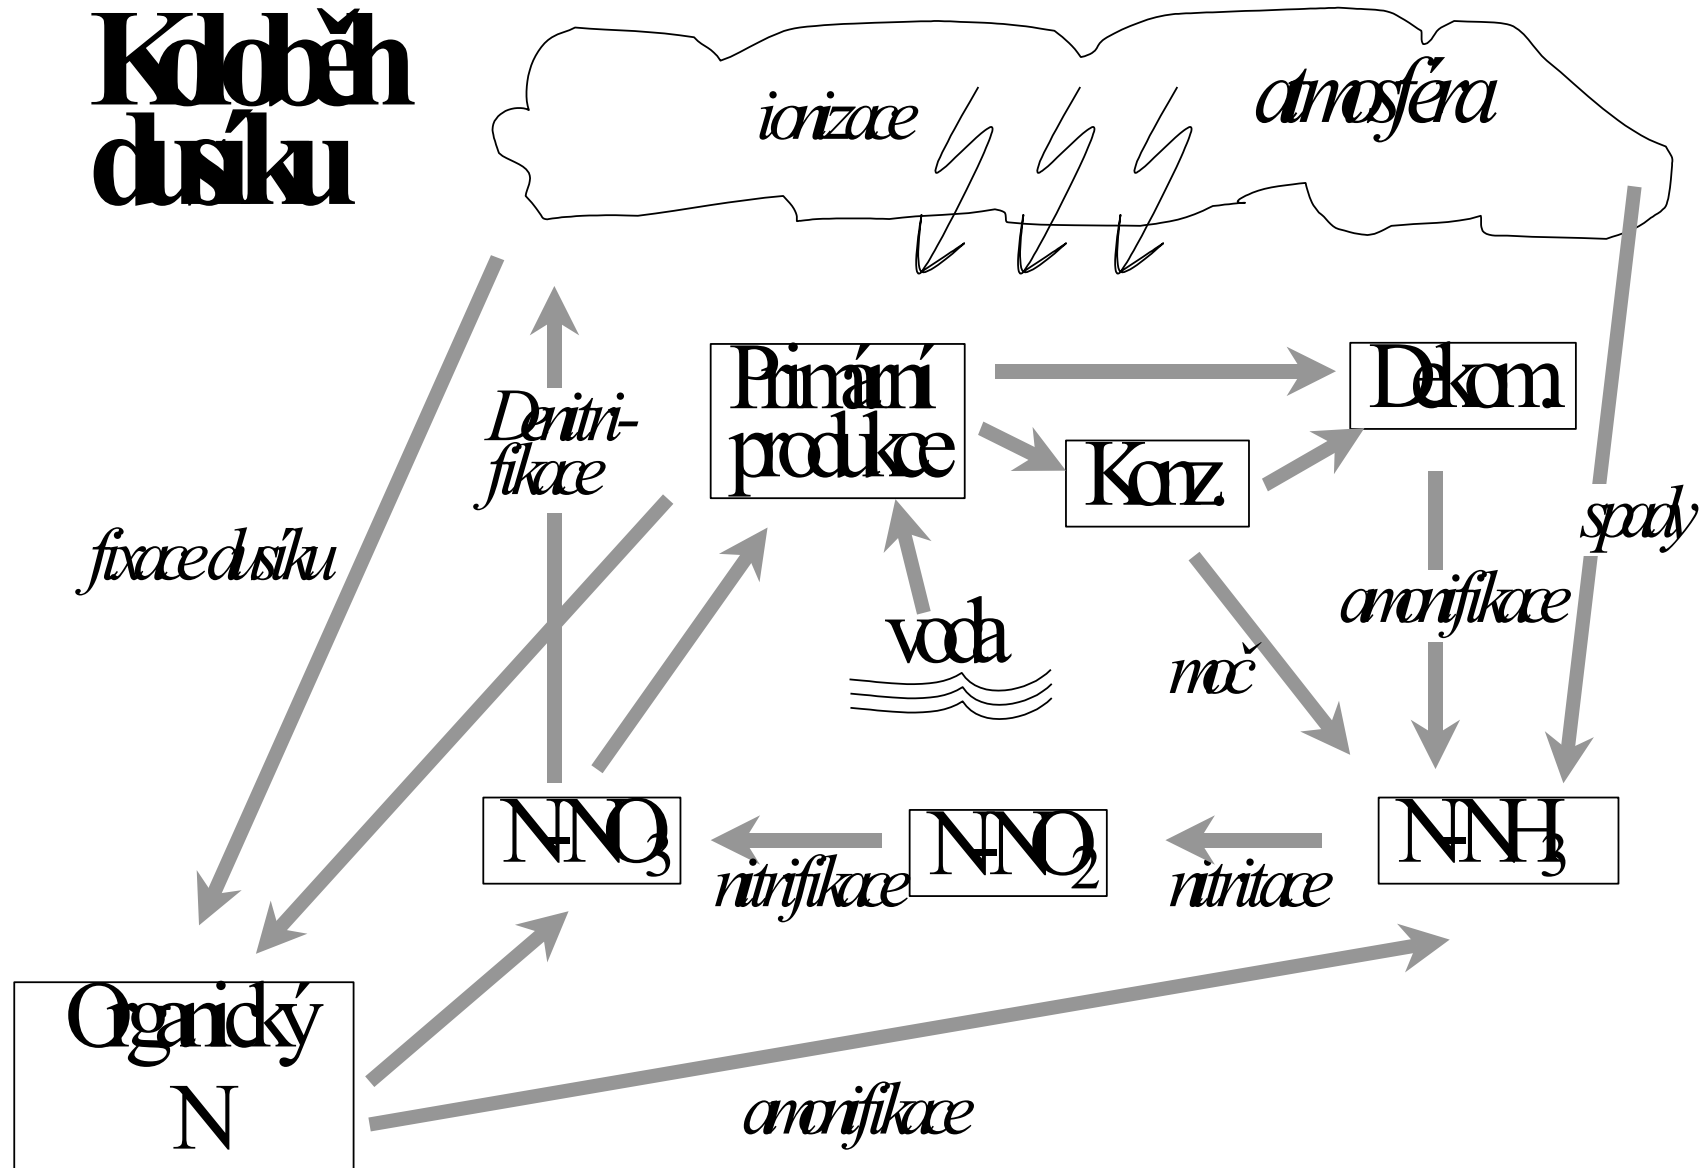 Koloběh
dusíku
ionizace
atmosféra
Primární
produkce
Dekom.
Konz.
Denitri-
fikace
spady
fixace dusíku
amonifikace
voda
moč
N-NO3
N-NO2
N-NH3
nitrifikace
nitritace
Organický
N
amonifikace